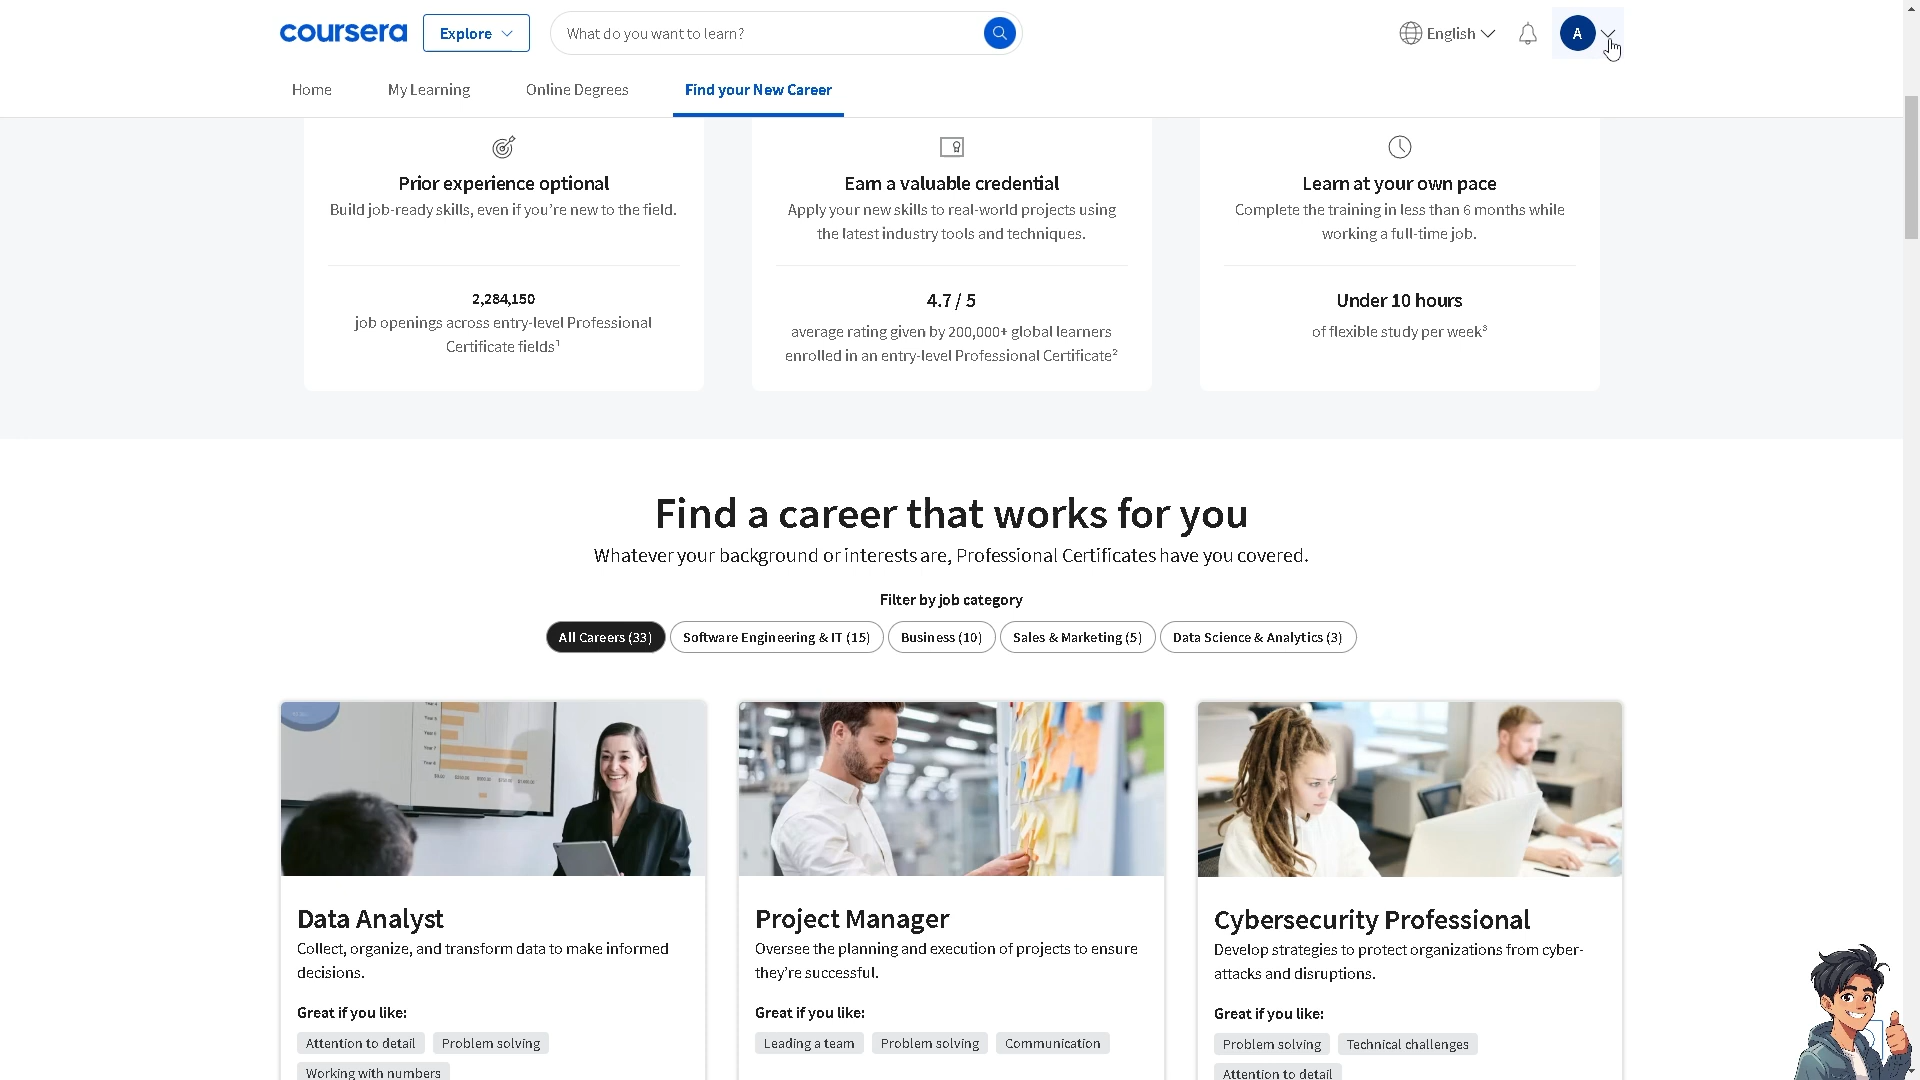 coursera
Explore
What do you want to learn?
English
A
Home
My Learning
Online Degrees
Find your New Career
Prior experience optional
Build job-ready skills, even if you're new to the field.
2,284,150
job openings across entry-level Professional
Certificate fields¹
Earn a valuable credential
Apply your new skills to real-world projects using
the latest industry tools and techniques.
4.7 / 5
average rating given by 200,000+ global learners
enrolled in an entry-level Professional Certificate²
Learn at your own pace
Complete the training in less than 6 months while
working a full-time job.
Under 10 hours
of flexible study per week³
Find a career that works for you
Whatever your background or interests are, Professional Certificates have you covered.
Filter by job category
All Careers (33)
Software Engineering & IT (15)
Business (10)
Sales & Marketing (5)
Data Science & Analytics (3)
Data Analyst
Collect, organize, and transform data to make informed
decisions.
Great if you like:
Attention to detail
Problem solving
Working with numbers
Project Manager
Oversee the planning and execution of projects to ensure
they're successful.
Great if you like:
Leading a team
Problem solving
Communication
Cybersecurity Professional
Develop strategies to protect organizations from cyber-
attacks and disruptions.
Great if you like:
Problem solving
Technical challenges
Attention to detail